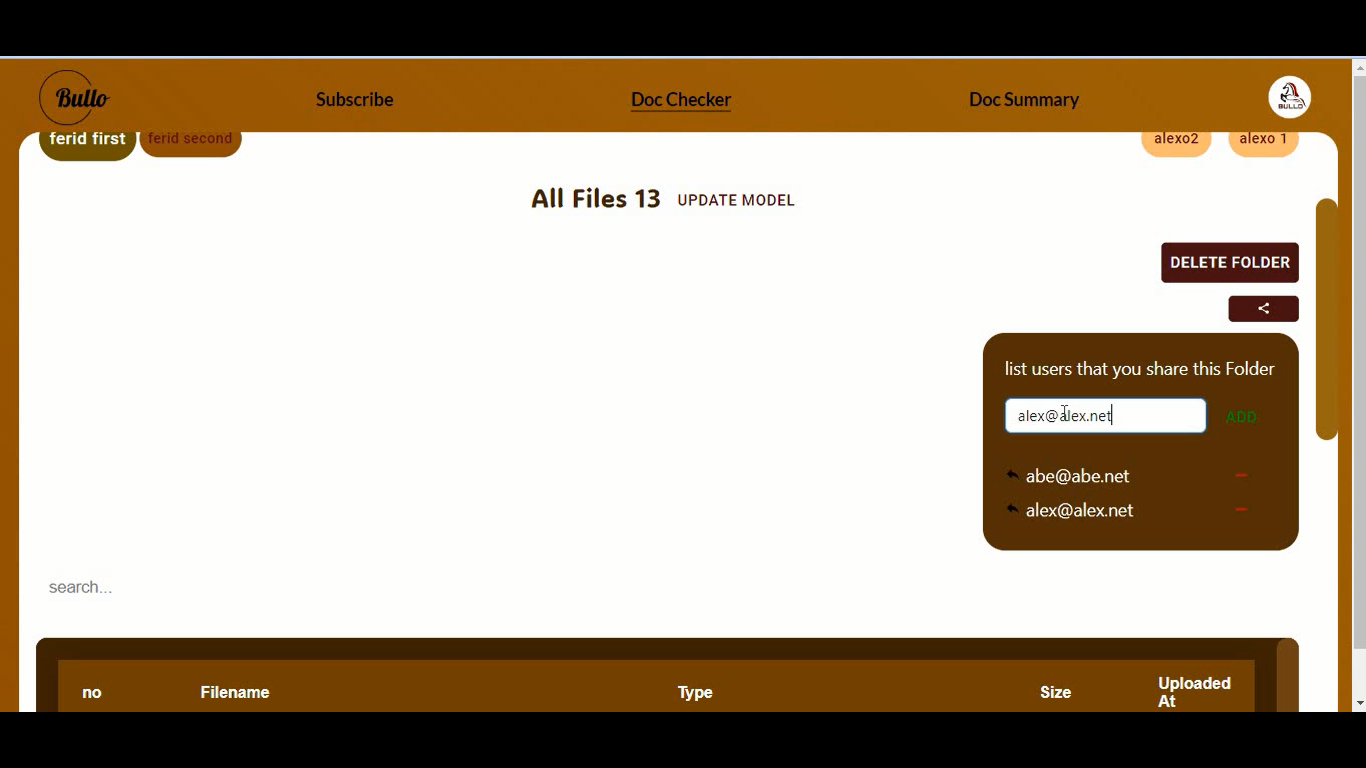 Bullo
Subscribe
Doc Checker
Doc Summary
BULLO
ferid first
ferid second
alexo2
alexo 1
All Files 13
UPDATE MODEL
DELETE FOLDER
list users that you share this Folder
alex@alex.net
ADD
abe@abe.net
alex@alex.net
search...
no
Filename
Type
Size
Uploaded
At